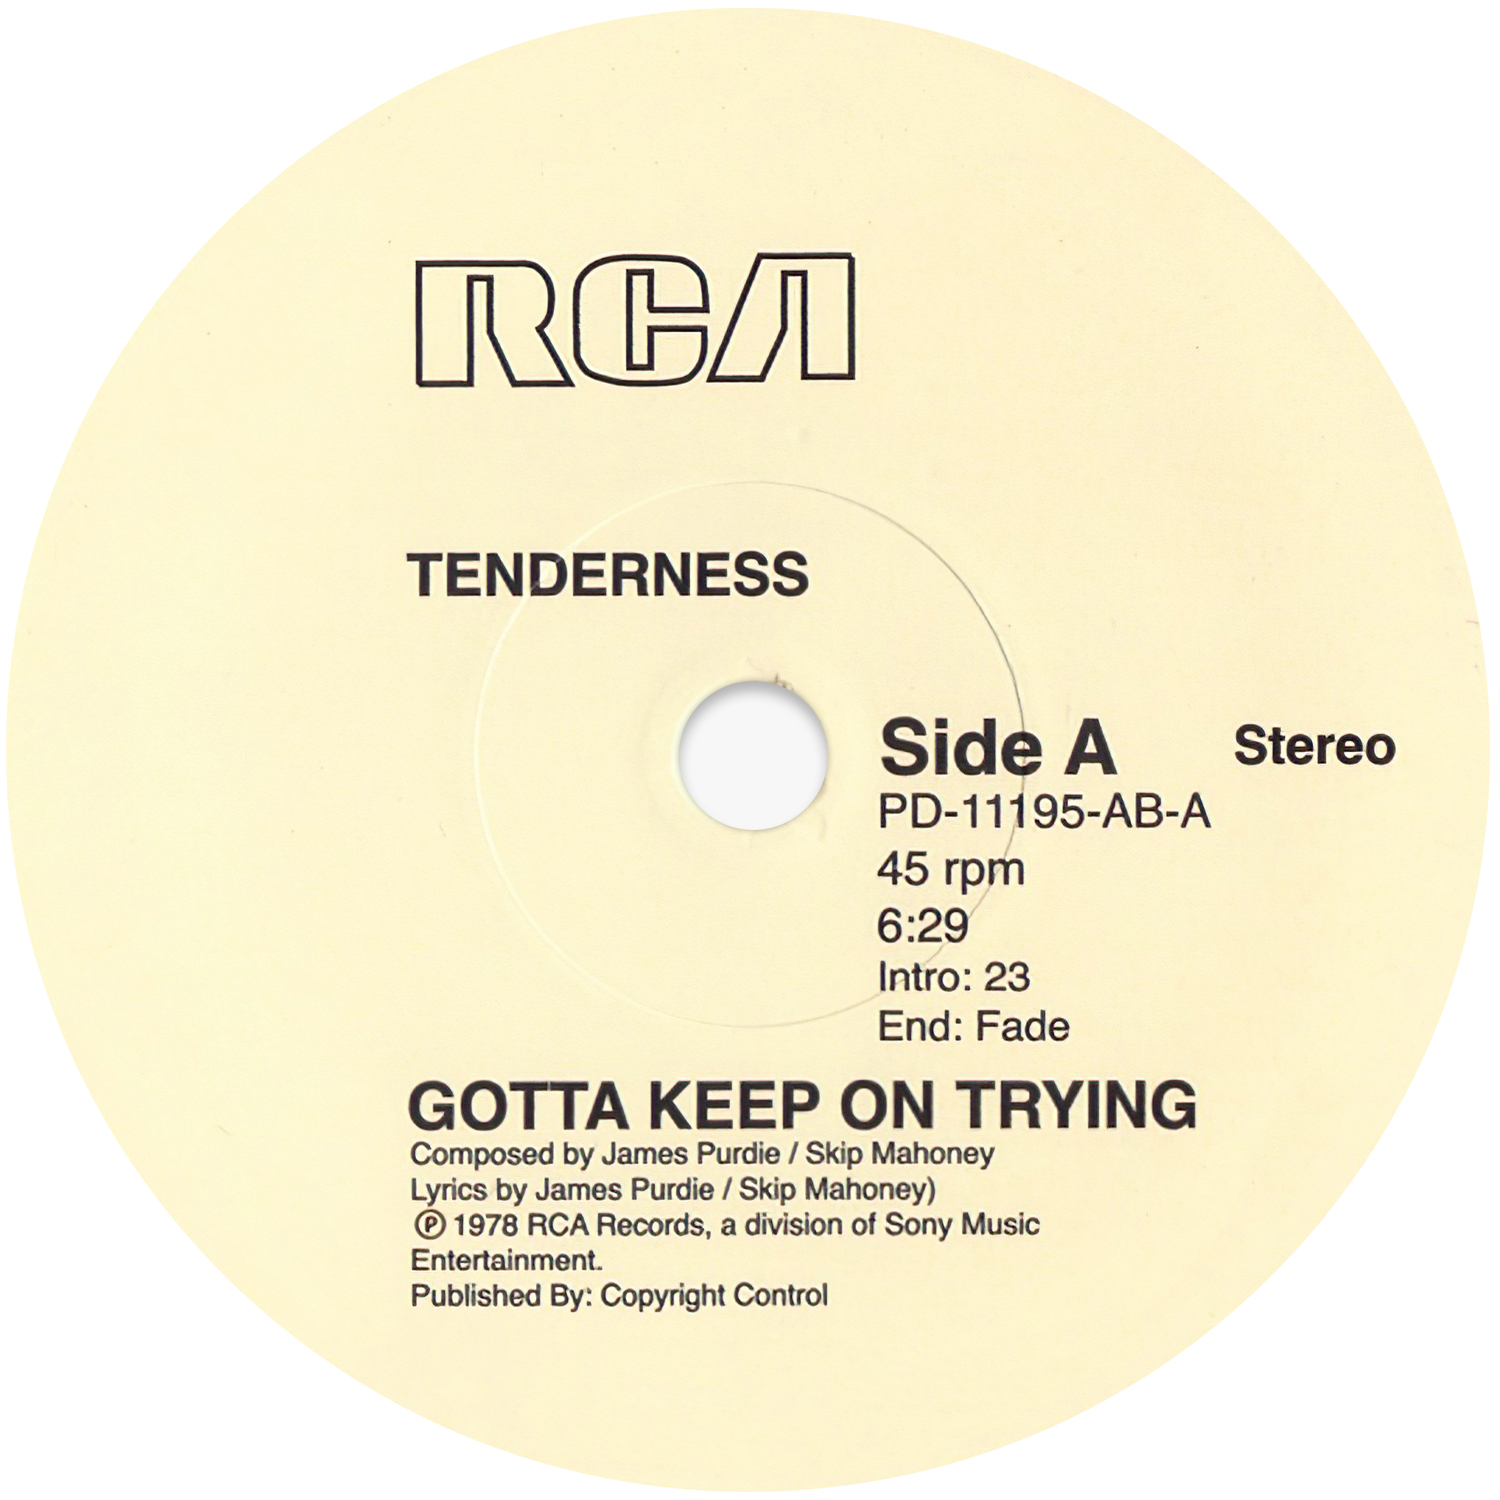 RCA
TENDERNESS
Side A
Stereo
PD-11195-AB-A
45 rpm
6:29
Intro: 23
End: Fade
GOTTA KEEP ON TRYING
Composed by James Purdie / Skip Mahoney
Lyrics by James Purdie / Skip Mahoney)
℗ 1978 RCA Records, a division of Sony Music
Entertainment.
Published By: Copyright Control